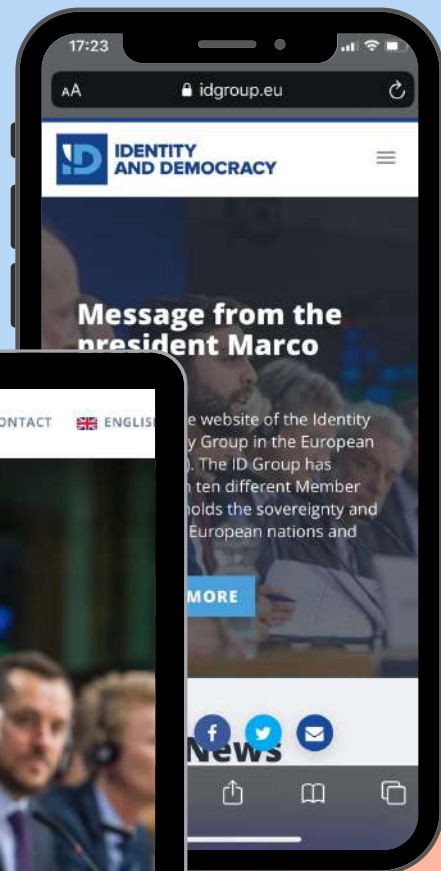 17:23
AA
idgroup.eu
ID
IDENTITY
AND DEMOCRACY
Message from the
president Marco
e website of the Identity
y Group in the European
). The ID Group has
ten different Member
holds the sovereignty and
European nations and
MORE
News
ONTACT
ENGLIS